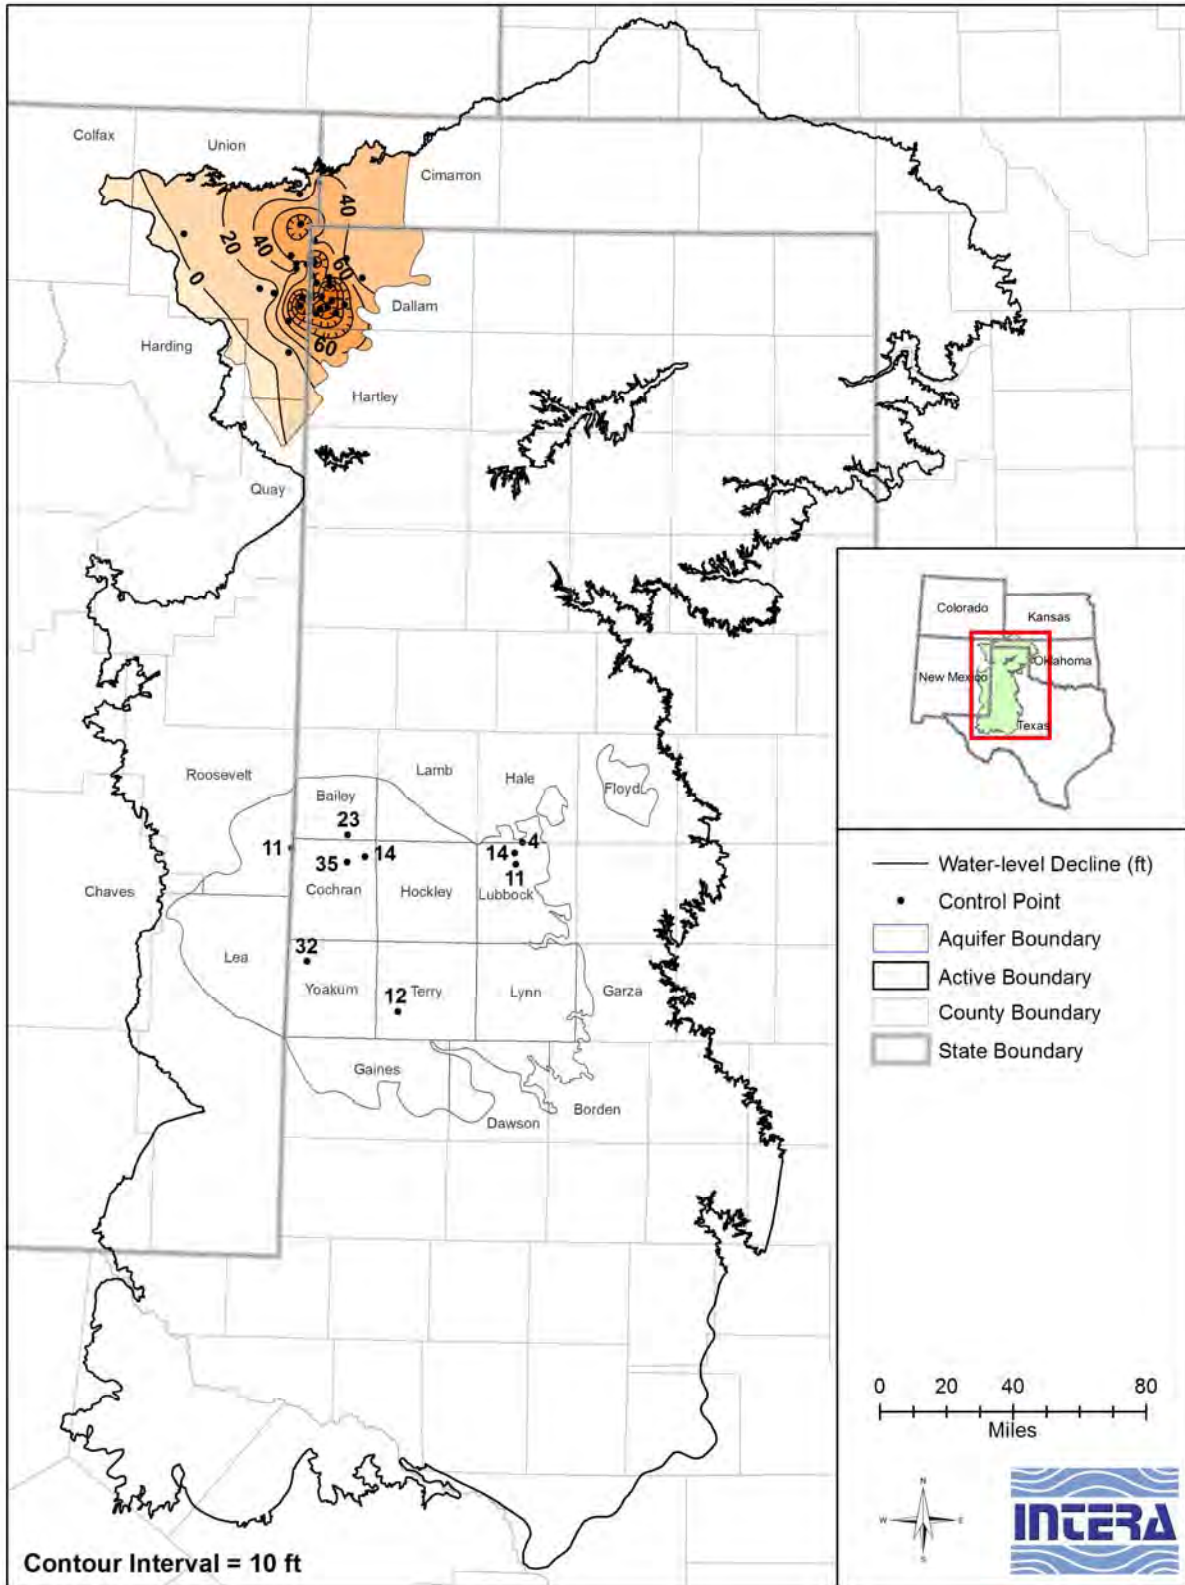 Colfax
Union
Cimarron
40
20
40
60
0
Dallam
Harding
60
Hartley
Quay
Colorado
Kansas
New Mexico
Oklahoma
Texas
Roosevelt
Lamb
Hale
Floyd
Bailey
23
4
11
14
14
35
11
Cochran
Hockley
Lubbock
Chaves
32
Lea
Yoakum
12
Terry
Lynn
Garza
Gaines
Dawson
Borden
Water-level Decline (ft)
Control Point
Aquifer Boundary
Active Boundary
County Boundary
State Boundary
0 20 40 80
Miles
N
W E
S
INTERA
Contour Interval = 10 ft